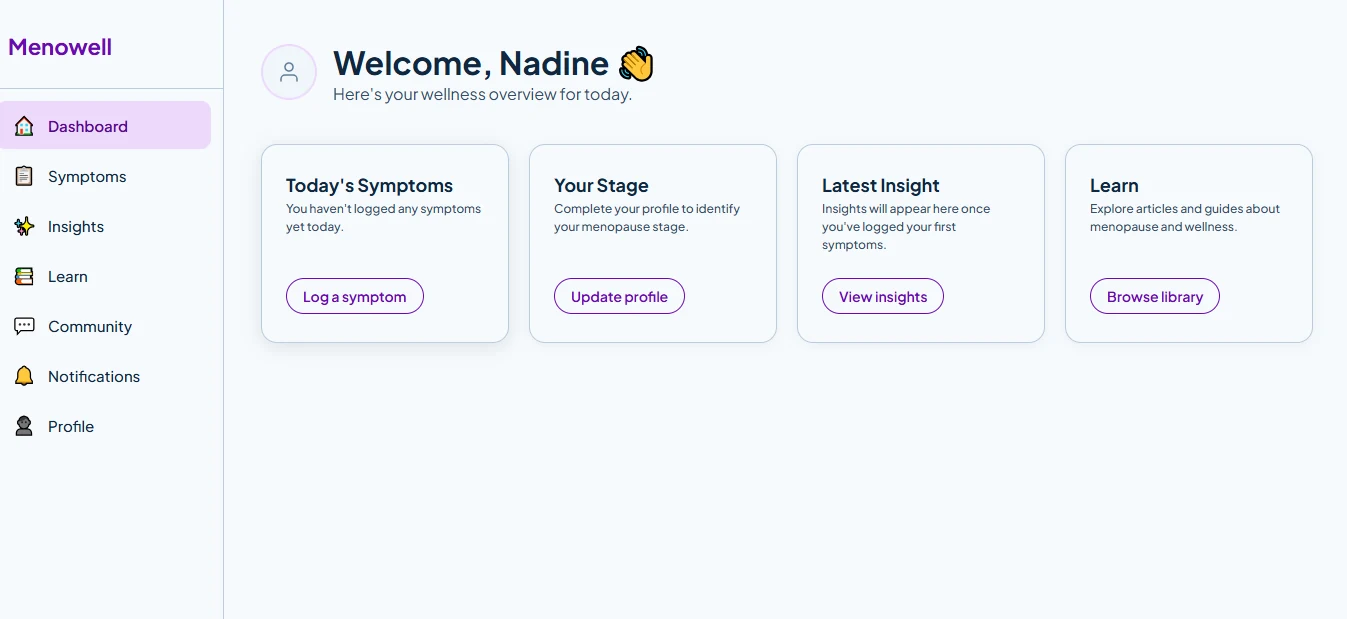 Menowell
Dashboard
Symptoms
Insights
Learn
Community
Notifications
Profile
Welcome, Nadine 👋
Here's your wellness overview for today.
Today's Symptoms
You haven't logged any symptoms
yet today.
Log a symptom
Your Stage
Complete your profile to identify
your menopause stage.
Update profile
Latest Insight
Insights will appear here once
you've logged your first
symptoms.
View insights
Learn
Explore articles and guides about
menopause and wellness.
Browse library